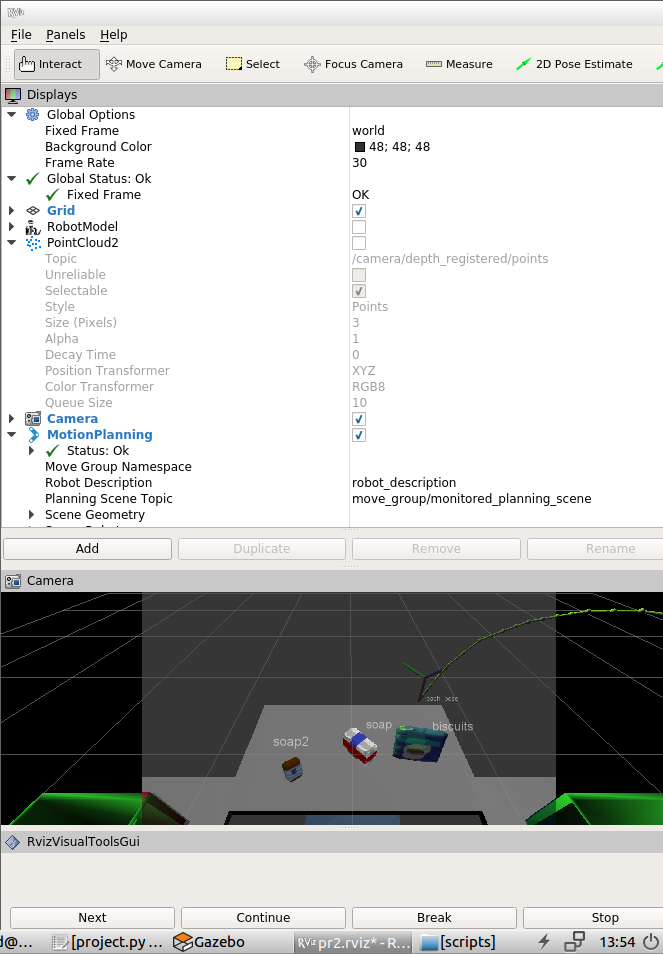 RViz
File Panels Help
Interact Move Camera Select Focus Camera Measure 2D Pose Estimate
Displays
Global Options
Fixed Frame world
Background Color 48; 48; 48
Frame Rate 30
Global Status: Ok
Fixed Frame OK
Grid
RobotModel
PointCloud2
Topic /camera/depth_registered/points
Unreliable
Selectable
Style Points
Size (Pixels) 3
Alpha 1
Decay Time 0
Position Transformer XYZ
Color Transformer RGB8
Queue Size 10
Camera
MotionPlanning
Status: Ok
Move Group Namespace
Robot Description robot_description
Planning Scene Topic move_group/monitored_planning_scene
Scene Geometry
Add Duplicate Remove Rename
Camera
soap biscuits
soap2
RvizVisualToolsGui
Next Continue Break Stop
d@... [project.py ... Gazebo RViz pr2.rviz* - R... [scripts] 13:54